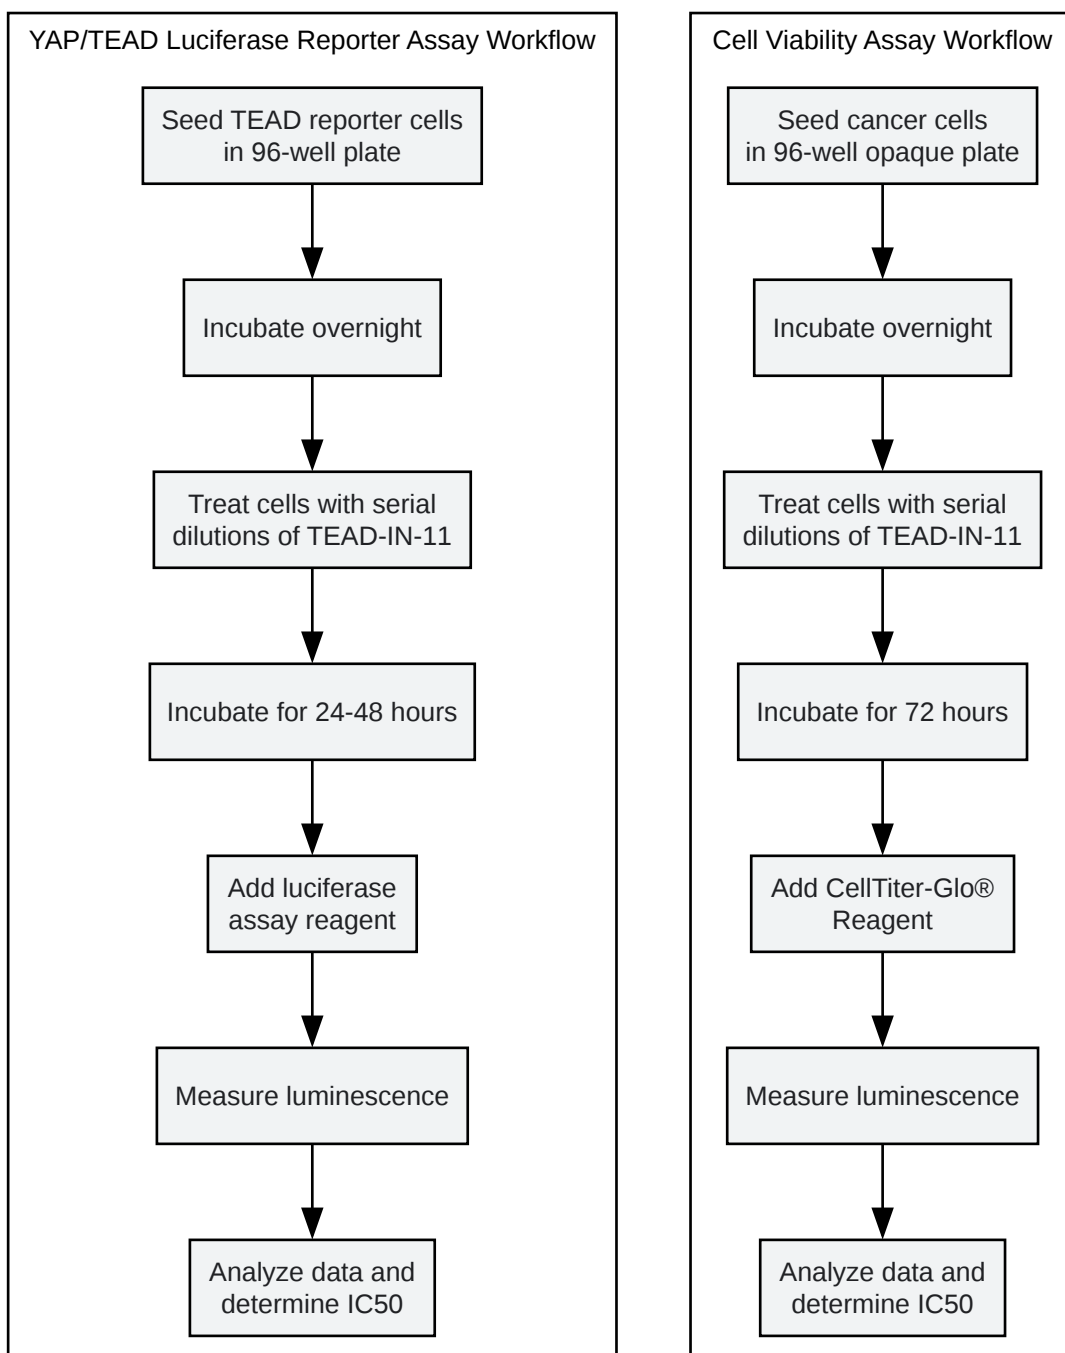 YAP/TEAD Luciferase Reporter Assay Workflow
Seed TEAD reporter cells
in 96-well plate
Incubate overnight
Treat cells with serial
dilutions of TEAD-IN-11
Incubate for 24-48 hours
Add luciferase
assay reagent
Measure luminescence
Analyze data and
determine IC50
Cell Viability Assay Workflow
Seed cancer cells
in 96-well opaque plate
Incubate overnight
Treat cells with serial
dilutions of TEAD-IN-11
Incubate for 72 hours
Add CellTiter-Glo®
Reagent
Measure luminescence
Analyze data and
determine IC50